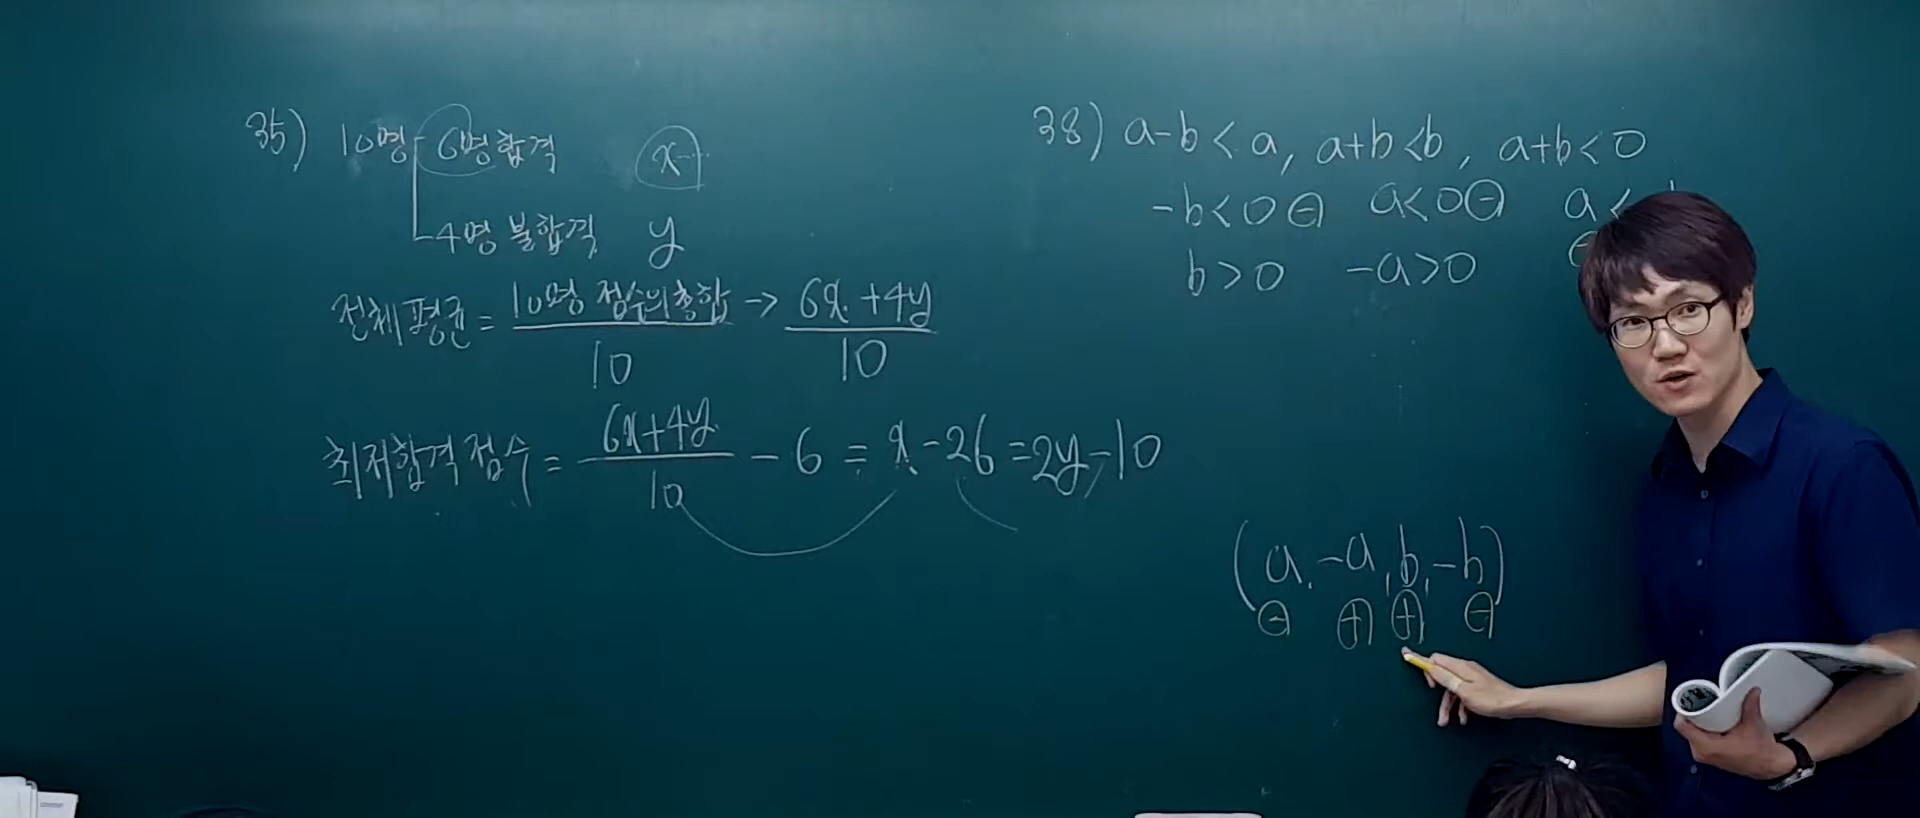 35) 10명 6명합격 x
4명 불합격 y
전체평균 = 10명 점수의총합/10 → 6x+4y/10
최저합격점수 = 6x+4y/10 - 6 = x-26 = 2y-10
38) a-b<a, a+b<b, a+b<0
-b<0 ⊖ a<0 ⊖ a<
b>0 -a>0
(a, -a, b, -b)
⊖ ⊕ ⊕ ⊖